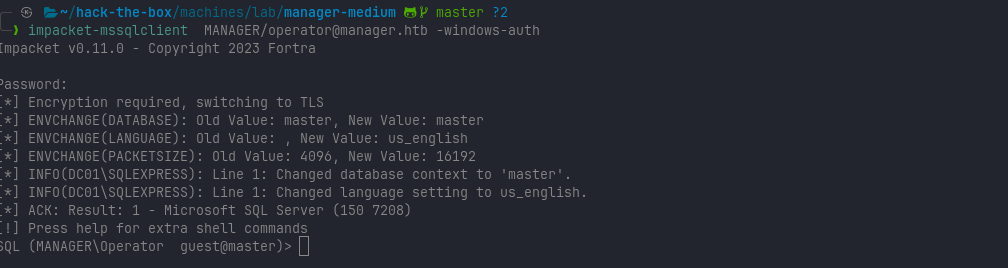 ~/hack-the-box/machines/lab/manager-medium master ?2
impacket-mssqlclient MANAGER/operator@manager.htb -windows-auth
Impacket v0.11.0 - Copyright 2023 Fortra
Password:
[*] Encryption required, switching to TLS
[*] ENVCHANGE(DATABASE): Old Value: master, New Value: master
[*] ENVCHANGE(LANGUAGE): Old Value: , New Value: us_english
[*] ENVCHANGE(PACKETSIZE): Old Value: 4096, New Value: 16192
[*] INFO(DC01\SQLEXPRESS): Line 1: Changed database context to 'master'.
[*] INFO(DC01\SQLEXPRESS): Line 1: Changed language setting to us_english.
[*] ACK: Result: 1 - Microsoft SQL Server (150 7208)
[!] Press help for extra shell commands
SQL (MANAGER\Operator  guest@master)>